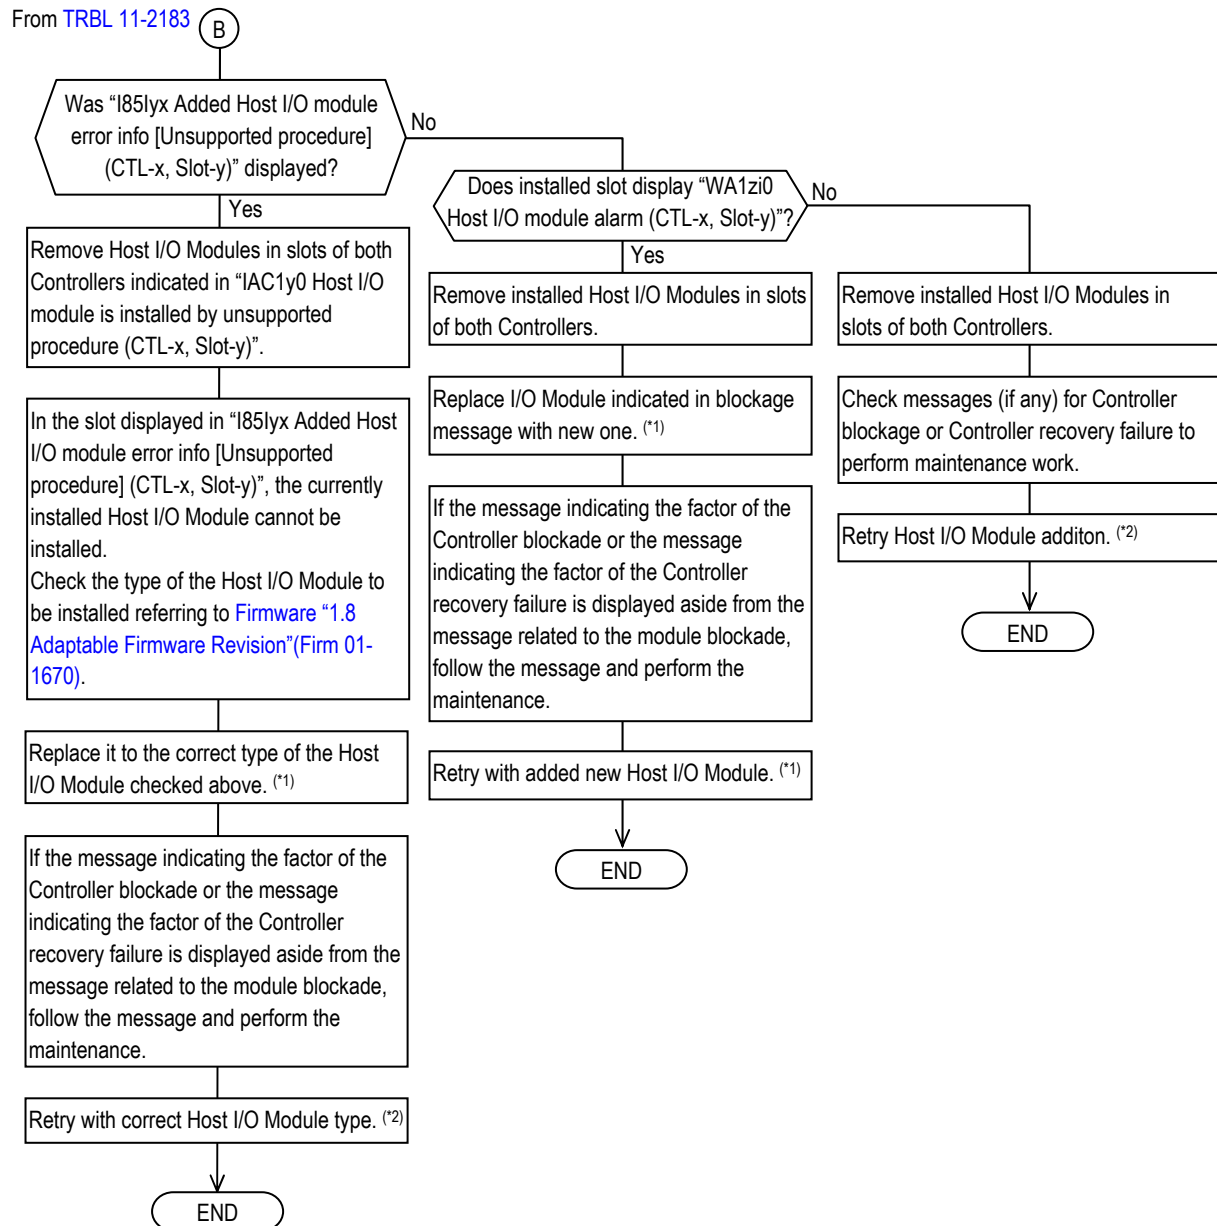 From TRBL 11-2183
B
Was “I85Iyx Added Host I/O module
error info [Unsupported procedure]
(CTL-x, Slot-y)” displayed?
No
Yes
Remove Host I/O Modules in slots of both
Controllers indicated in “IAC1y0 Host I/O
module is installed by unsupported
procedure (CTL-x, Slot-y)”.
In the slot displayed in “I85Iyx Added Host
I/O module error info [Unsupported
procedure] (CTL-x, Slot-y)”, the currently
installed Host I/O Module cannot be
installed.
Check the type of the Host I/O Module to
be installed referring to Firmware “1.8
Adaptable Firmware Revision”(Firm 01-
1670).
Replace it to the correct type of the Host
I/O Module checked above. (*1)
If the message indicating the factor of the
Controller blockade or the message
indicating the factor of the Controller
recovery failure is displayed aside from the
message related to the module blockade,
follow the message and perform the
maintenance.
Retry with correct Host I/O Module type. (*2)
END
Does installed slot display “WA1zi0
Host I/O module alarm (CTL-x, Slot-y)”?
No
Yes
Remove installed Host I/O Modules in slots
of both Controllers.
Replace I/O Module indicated in blockage
message with new one. (*1)
If the message indicating the factor of the
Controller blockade or the message
indicating the factor of the Controller
recovery failure is displayed aside from the
message related to the module blockade,
follow the message and perform the
maintenance.
Retry with added new Host I/O Module. (*1)
END
Remove installed Host I/O Modules in
slots of both Controllers.
Check messages (if any) for Controller
blockage or Controller recovery failure to
perform maintenance work.
Retry Host I/O Module additon. (*2)
END